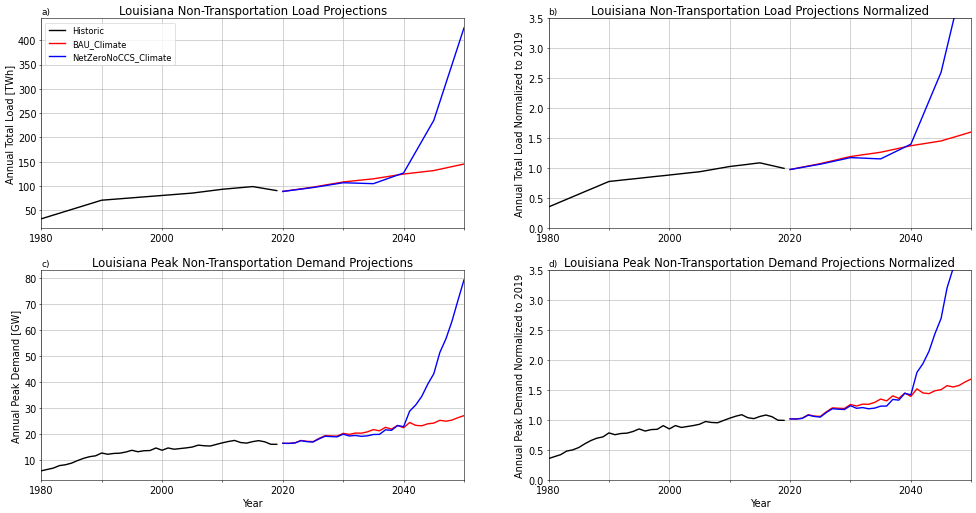 a)
Louisiana Non-Transportation Load Projections
Annual Total Load [TWh]
450
400
350
300
250
200
150
100
50
Historic
BAU_Climate
NetZeroNoCCS_Climate
1980
2000
2020
2040
b)
Louisiana Non-Transportation Load Projections Normalized
Annual Total Load Normalized to 2019
3.5
3.0
2.5
2.0
1.5
1.0
0.5
0.0
1980
2000
2020
2040
c)
Louisiana Peak Non-Transportation Demand Projections
Annual Peak Demand [GW]
80
70
60
50
40
30
20
10
1980
2000
2020
2040
Year
d)
Louisiana Peak Non-Transportation Demand Projections Normalized
Annual Peak Demand Normalized to 2019
3.5
3.0
2.5
2.0
1.5
1.0
0.5
0.0
1980
2000
2020
2040
Year